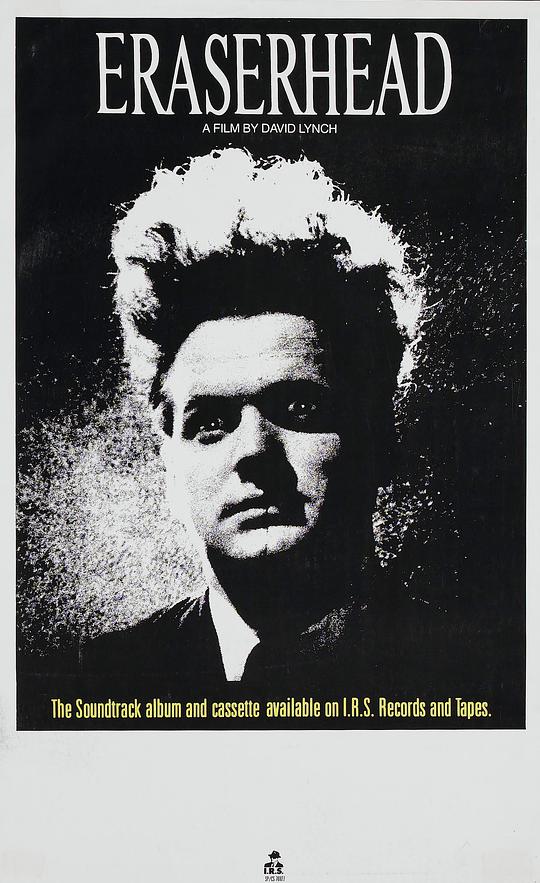 ERASERHEAD
A FILM BY DAVID LYNCH
The Soundtrack album and cassette available on I.R.S. Records and Tapes.
I.R.S.